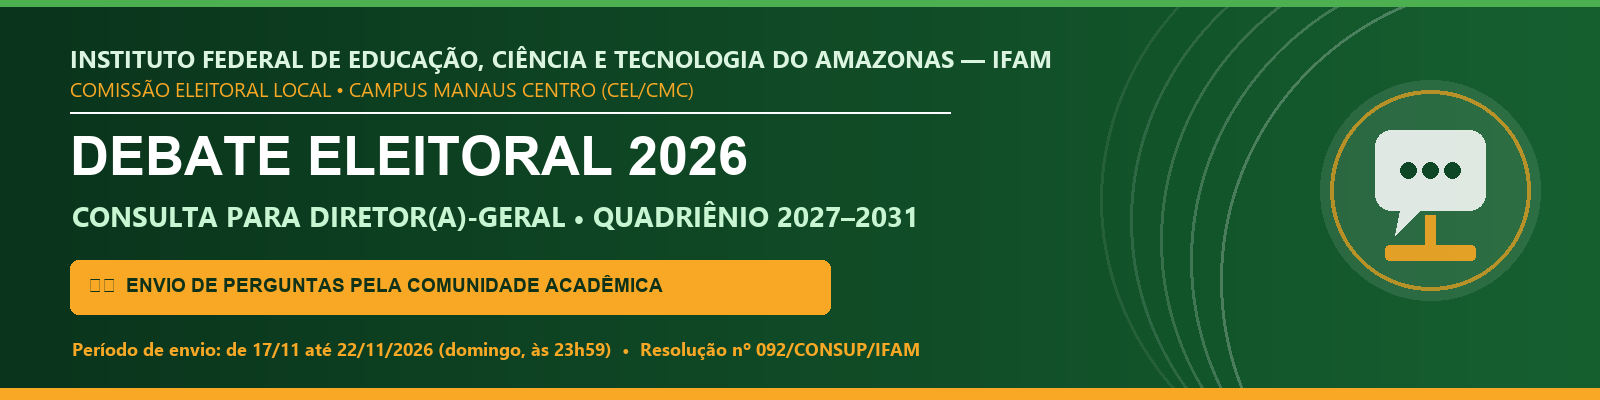 INSTITUTO FEDERAL DE EDUCAÇÃO, CIÊNCIA E TECNOLOGIA DO AMAZONAS — IFAM
COMISSÃO ELEITORAL LOCAL • CAMPUS MANAUS CENTRO (CEL/CMC)
DEBATE ELEITORAL 2026
CONSULTA PARA DIRETOR(A)-GERAL • QUADRIÊNIO 2027–2031
ENVIO DE PERGUNTAS PELA COMUNIDADE ACADÊMICA
Período de envio: de 17/11 até 22/11/2026 (domingo, às 23h59) • Resolução nº 092/CONSUP/IFAM